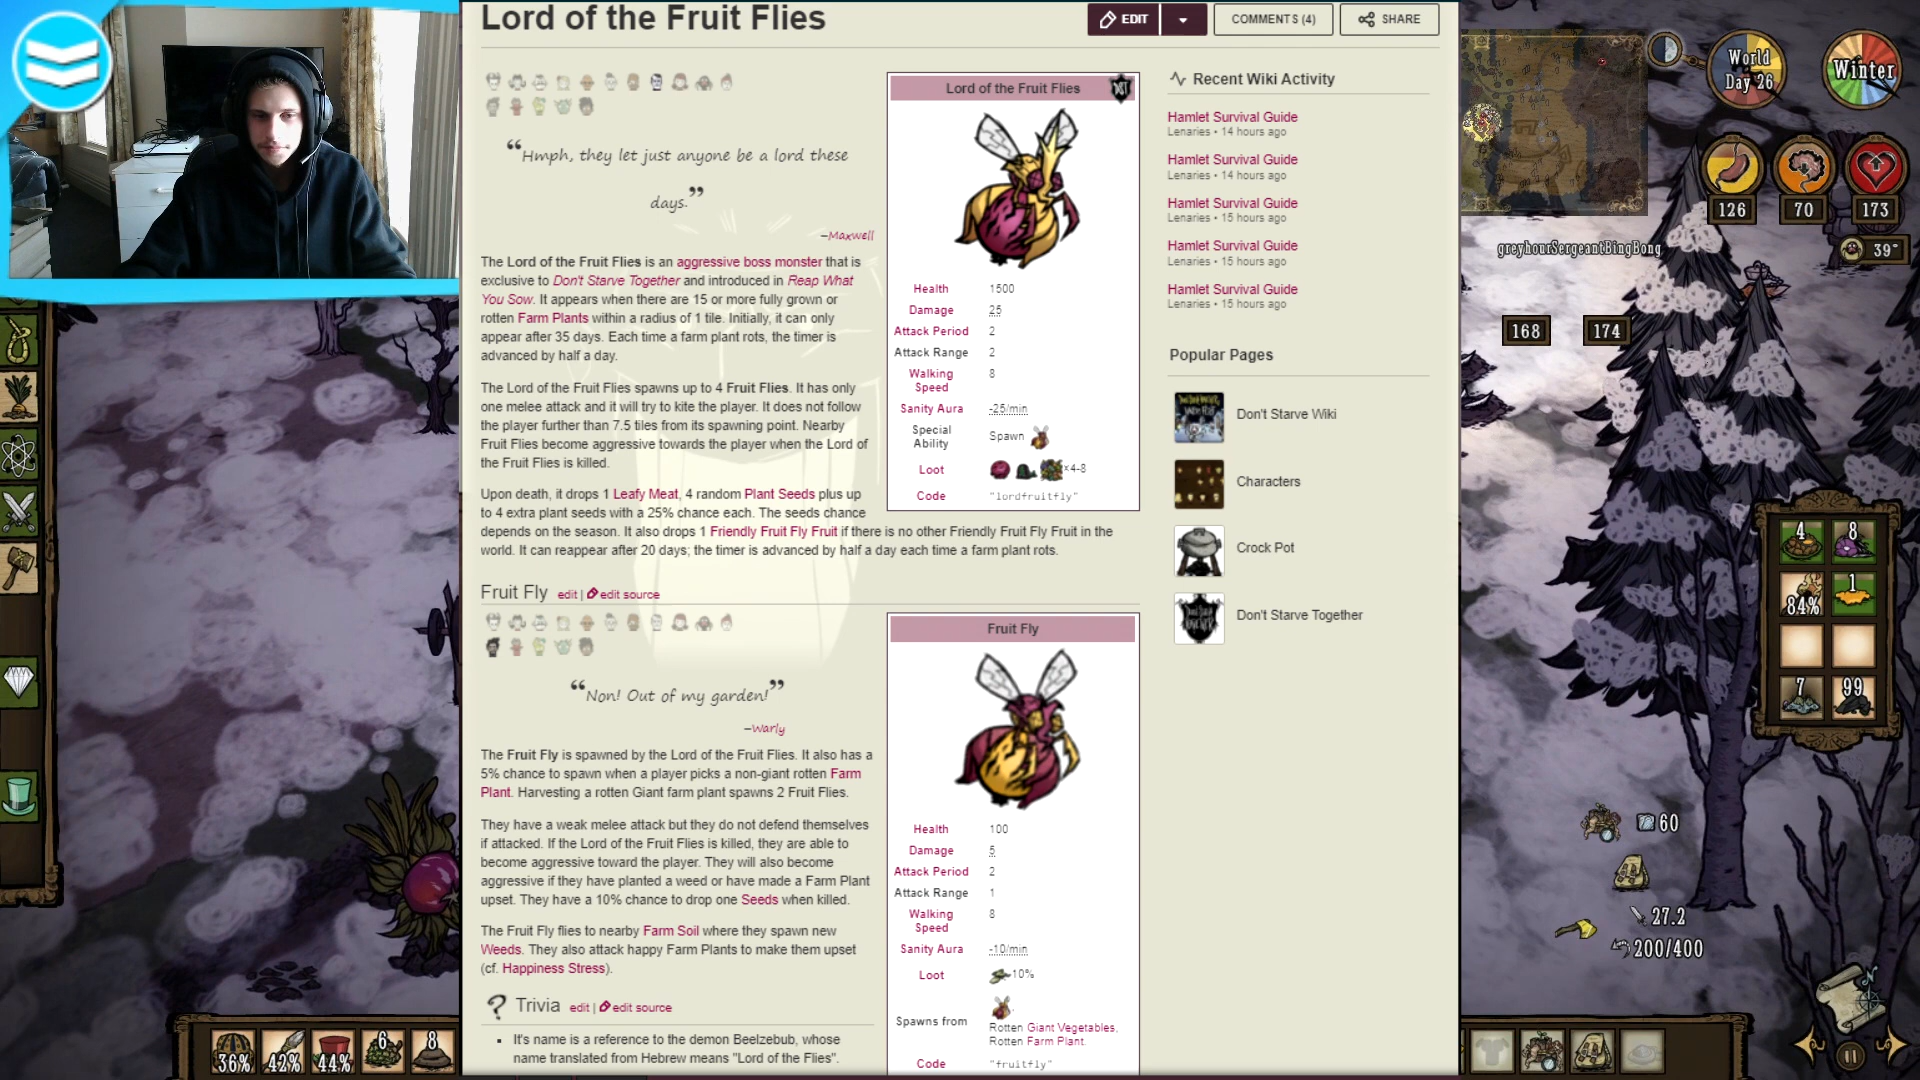 Lord of the Fruit Flies
EDIT
COMMENTS (4)
SHARE
“Hmph, they let just anyone be a lord these
days.”
–Maxwell
The Lord of the Fruit Flies is an aggressive boss monster that is
exclusive to Don't Starve Together and introduced in Reap What
You Sow. It appears when there are 15 or more fully grown or
rotten Farm Plants within a radius of 1 tile. Initially, it can only
appear after 35 days. Each time a farm plant rots, the timer is
advanced by half a day.
The Lord of the Fruit Flies spawns up to 4 Fruit Flies. It has only
one melee attack and it will try to kite the player. It does not follow
the player further than 7.5 tiles from its spawning point. Nearby
Fruit Flies become aggressive towards the player when the Lord of
the Fruit Flies is killed.
Upon death, it drops 1 Leafy Meat, 4 random Plant Seeds plus up
to 4 extra plant seeds with a 25% chance each. The seeds chance
depends on the season. It also drops 1 Friendly Fruit Fly Fruit if there is no other Friendly Fruit Fly Fruit in the
world. It can reappear after 20 days; the timer is advanced by half a day each time a farm plant rots.
Lord of the Fruit Flies
Health 1500
Damage 25
Attack Period 2
Attack Range 2
Walking Speed 8
Sanity Aura -25/min
Special Ability Spawn
Loot ×4-8
Code "lordfruitfly"
Fruit Fly edit | edit source
“Non! Out of my garden!”
–Warly
The Fruit Fly is spawned by the Lord of the Fruit Flies. It also has a
5% chance to spawn when a player picks a non-giant rotten Farm
Plant. Harvesting a rotten Giant farm plant spawns 2 Fruit Flies.
They have a weak melee attack but they do not defend themselves
if attacked. If the Lord of the Fruit Flies is killed, they are able to
become aggressive toward the player. They will also become
aggressive if they have planted a weed or have made a Farm Plant
upset. They have a 10% chance to drop one Seeds when killed.
The Fruit Fly flies to nearby Farm Soil where they spawn new
Weeds. They also attack happy Farm Plants to make them upset
(cf. Happiness Stress).
Fruit Fly
Health 100
Damage 5
Attack Period 2
Attack Range 1
Walking Speed 8
Sanity Aura -10/min
Loot 10%
Spawns from
Rotten Giant Vegetables,
Rotten Farm Plant.
Code "fruitfly"
? Trivia edit | edit source
It's name is a reference to the demon Beelzebub, whose
name translated from Hebrew means "Lord of the Flies".
Recent Wiki Activity
Hamlet Survival Guide
Lenaries • 14 hours ago
Hamlet Survival Guide
Lenaries • 14 hours ago
Hamlet Survival Guide
Lenaries • 15 hours ago
Hamlet Survival Guide
Lenaries • 15 hours ago
Hamlet Survival Guide
Lenaries • 15 hours ago
Popular Pages
Don't Starve Wiki
Characters
Crock Pot
Don't Starve Together
World
Day 26
Winter
126
70
173
39°
greyhourSergeantBingBong
168
174
4
8
84%
1
7
99
60
27.2
200/400
36%
42%
44%
6
8